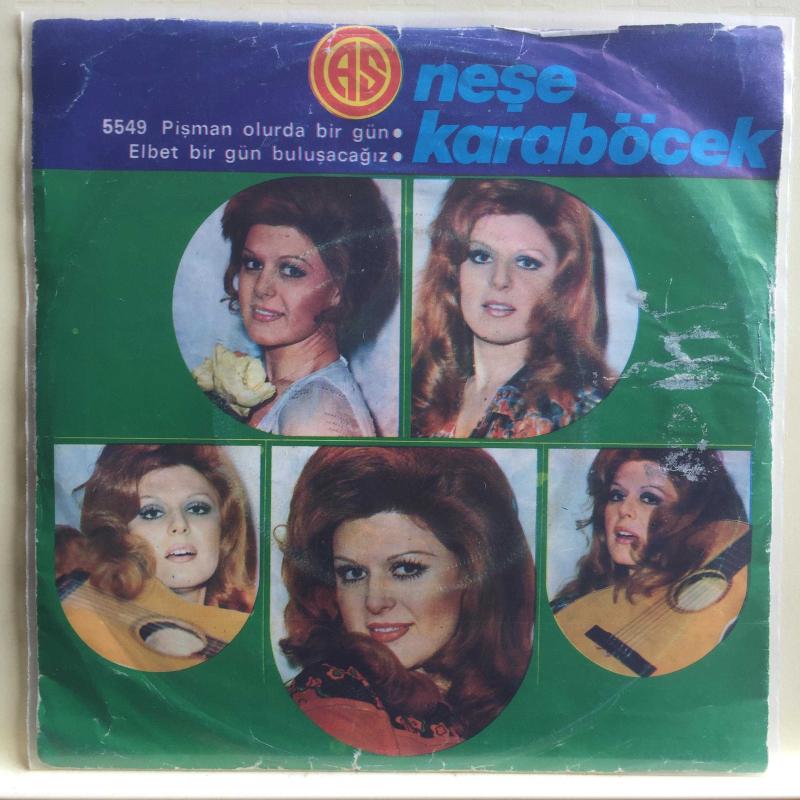 AS
neşe
karaböcek
5549 Pişman olurda bir gün•
Elbet bir gün buluşacağız•